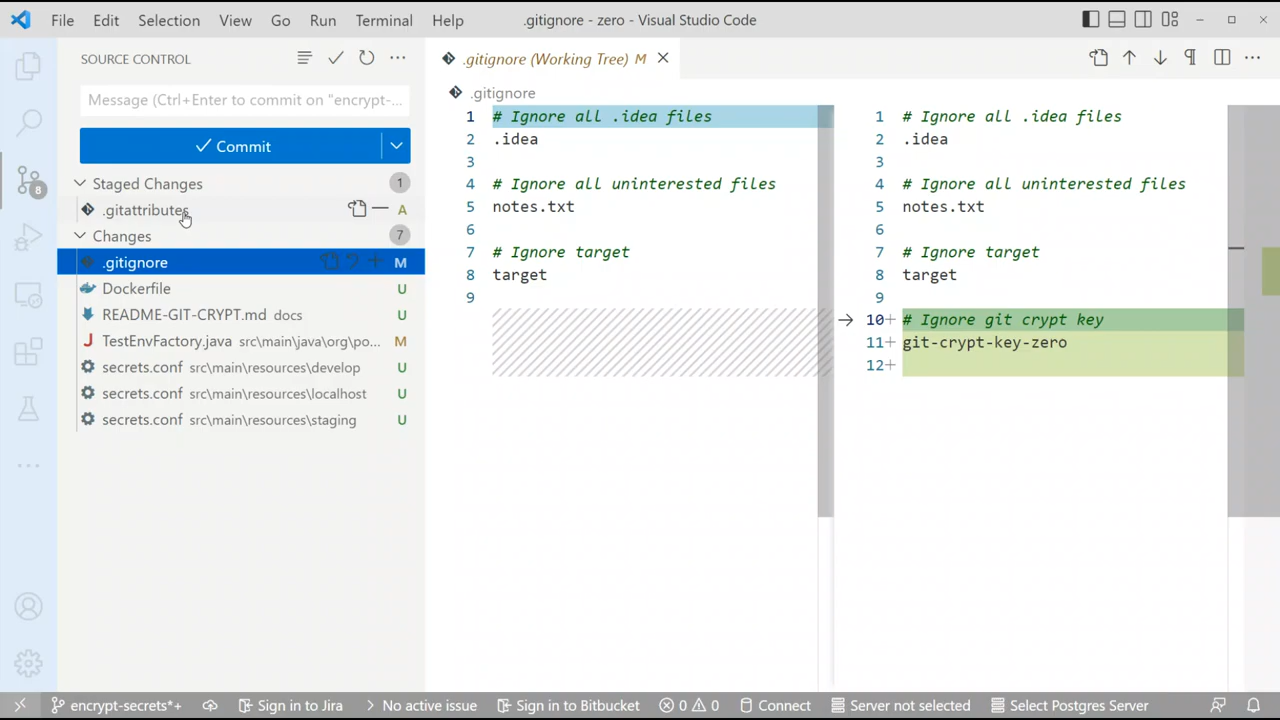 File Edit Selection View Go Run Terminal Help .gitignore - zero - Visual Studio Code
SOURCE CONTROL
.gitignore (Working Tree) M
Message (Ctrl+Enter to commit on "encrypt-...
.gitignore
Commit
Staged Changes 1
.gitattributes A
Changes 7
.gitignore M
Dockerfile U
README-GIT-CRYPT.md docs U
TestEnvFactory.java src\main\java\org\po... M
secrets.conf src\main\resources\develop U
secrets.conf src\main\resources\localhost U
secrets.conf src\main\resources\staging U
8
1 # Ignore all .idea files
2 .idea
3
4 # Ignore all uninterested files
5 notes.txt
6
7 # Ignore target
8 target
9
1 # Ignore all .idea files
2 .idea
3
4 # Ignore all uninterested files
5 notes.txt
6
7 # Ignore target
8 target
9
10+ # Ignore git crypt key
11+ git-crypt-key-zero
12+
encrypt-secrets*+ Sign in to Jira No active issue Sign in to Bitbucket 0 0 Connect Server not selected Select Postgres Server